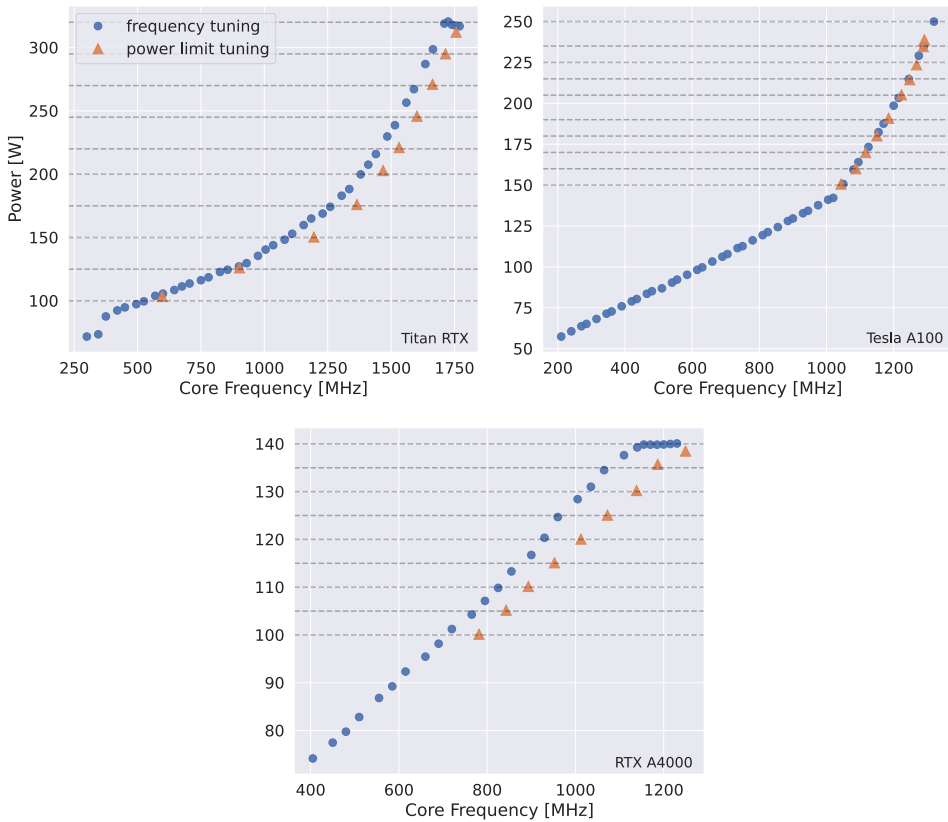 frequency tuning
power limit tuning
300
250
200
150
100
Power [W]
250 500 750 1000 1250 1500 1750
Core Frequency [MHz]
Titan RTX
250
225
200
175
150
125
100
75
50
200 400 600 800 1000 1200
Core Frequency [MHz]
Tesla A100
140
130
120
110
100
90
80
400 600 800 1000 1200
Core Frequency [MHz]
RTX A4000